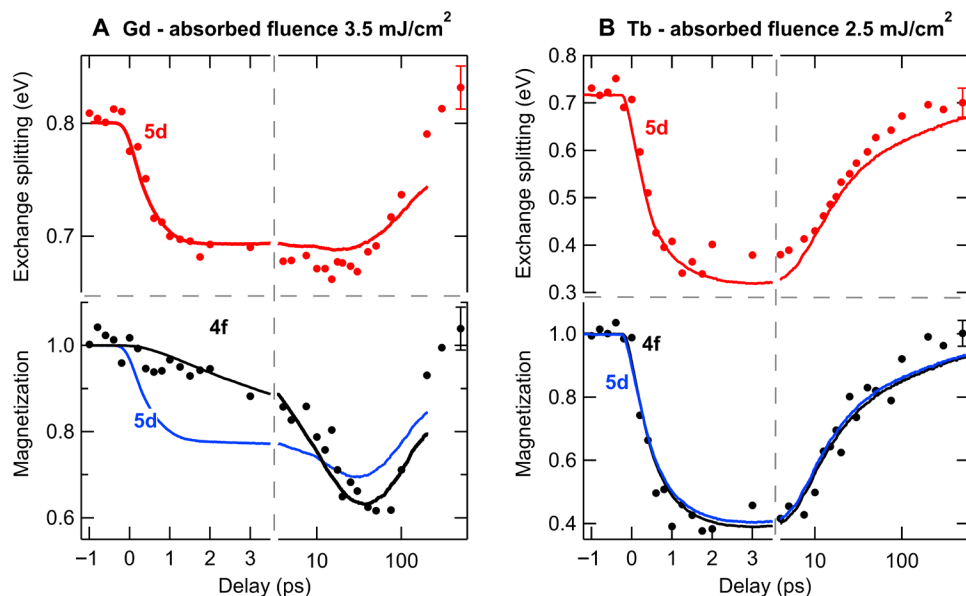 A Gd - absorbed fluence 3.5 mJ/cm²
B Tb - absorbed fluence 2.5 mJ/cm²
Exchange splitting (eV)
0.8
0.7
5d
Exchange splitting (eV)
0.8
0.7
0.6
0.5
0.4
0.3
5d
Magnetization
1.0
0.8
0.6
4f
5d
Magnetization
1.0
0.8
0.6
0.4
4f
5d
−1 0 1 2 3 10 100
Delay (ps)
−1 0 1 2 3 10 100
Delay (ps)